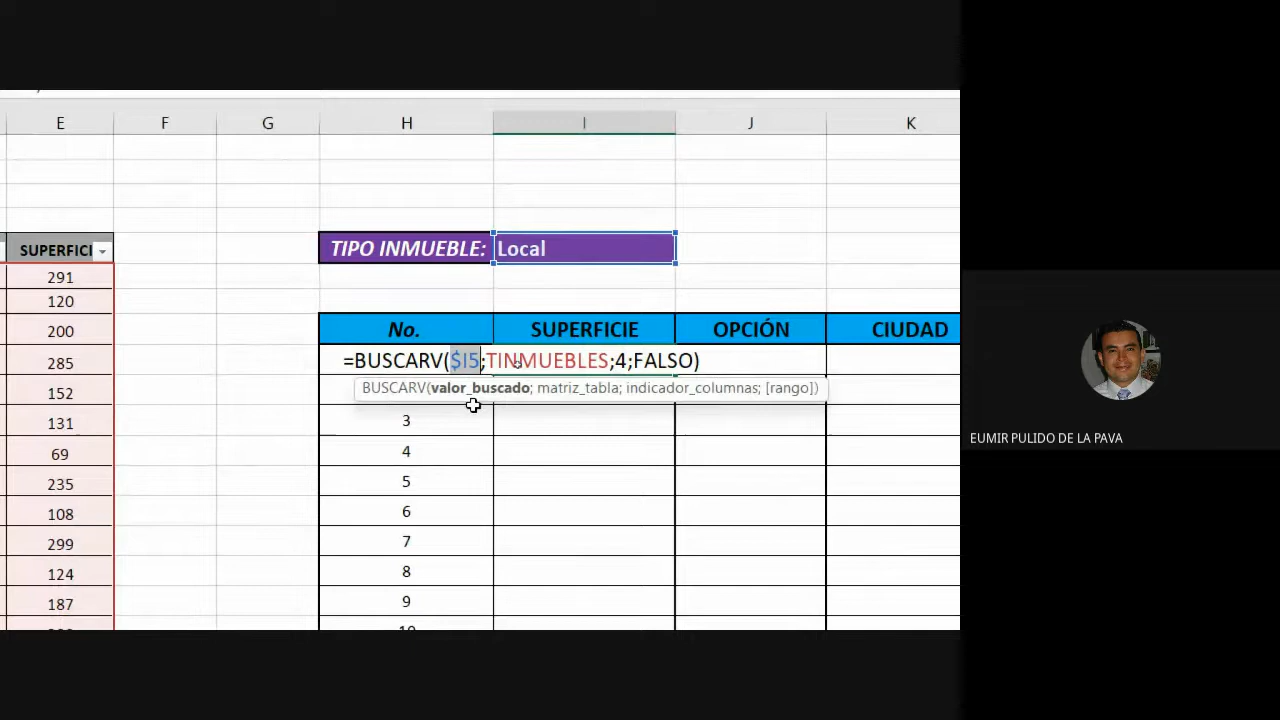 E F G H I J K
SUPERFICI
TIPO INMUEBLE: Local
291
120
200
No. SUPERFICIE OPCIÓN CIUDAD
285
=BUSCARV($I5;TINMUEBLES;4;FALSO)
152
BUSCARV(valor_buscado; matriz_tabla; indicador_columnas; [rango])
131 3
69 4
235 5
108 6
299 7
124 8
187 9
10
EUMIR PULIDO DE LA PAVA